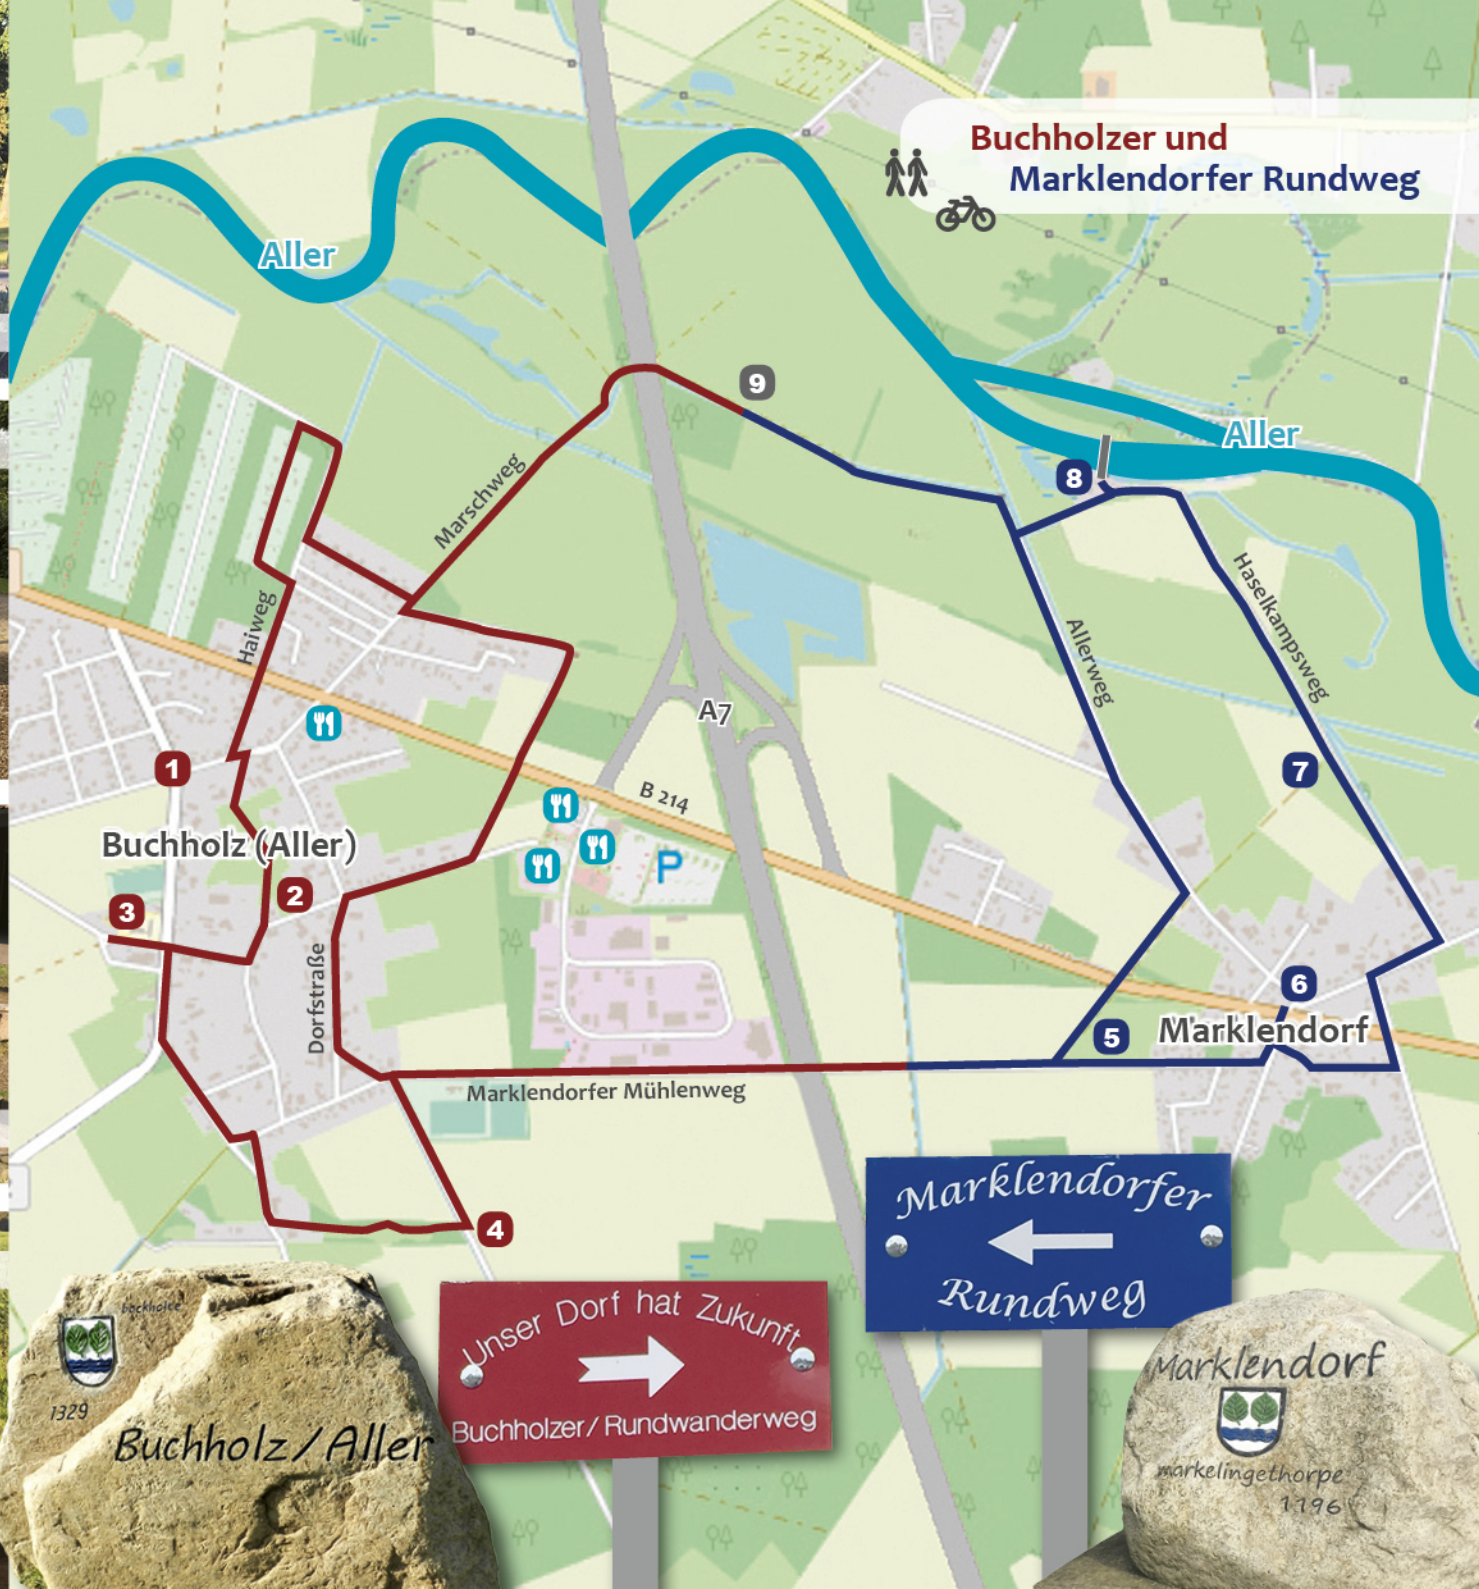 Buchholzer und
Marklendorfer Rundweg
Aller
Aller
9
8
Marschweg
Haselkampsweg
Haiweg
Allerweg
A7
1
7
B 214
P
Buchholz (Aller)
2
3
Dorfstraße
6
Marklendorf
5
Marklendorfer Mühlenweg
4
Marklendorfer
Rundweg
Unser Dorf hat Zukunft
Buchholzer/Rundwanderweg
bockholte
1329
Buchholz/Aller
Marklendorf
markelingethorpe
1196